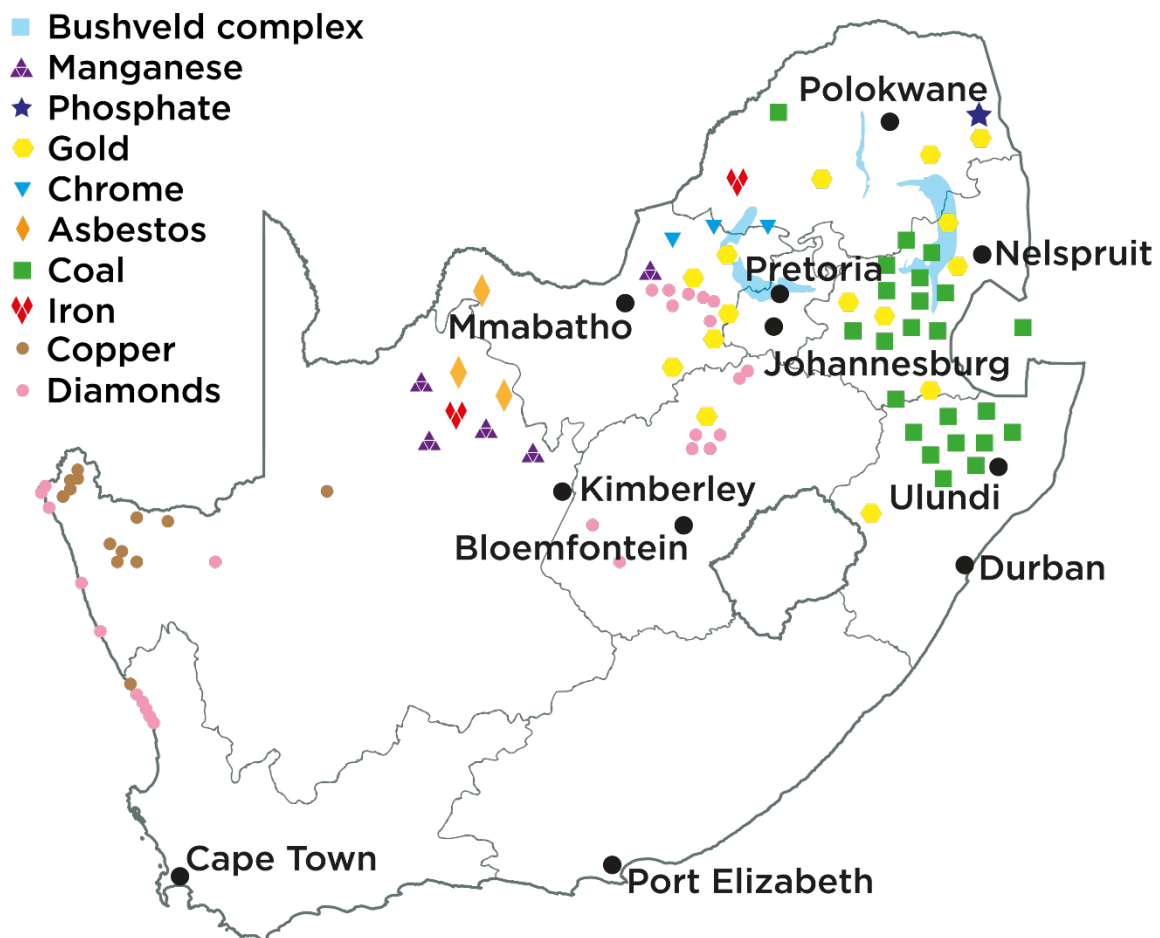 Bushveld complex
Manganese
Phosphate
Gold
Chrome
Asbestos
Coal
Iron
Copper
Diamonds
Polokwane
Nelspruit
Pretoria
Mmabatho
Johannesburg
Kimberley
Ulundi
Bloemfontein
Durban
Cape Town
Port Elizabeth